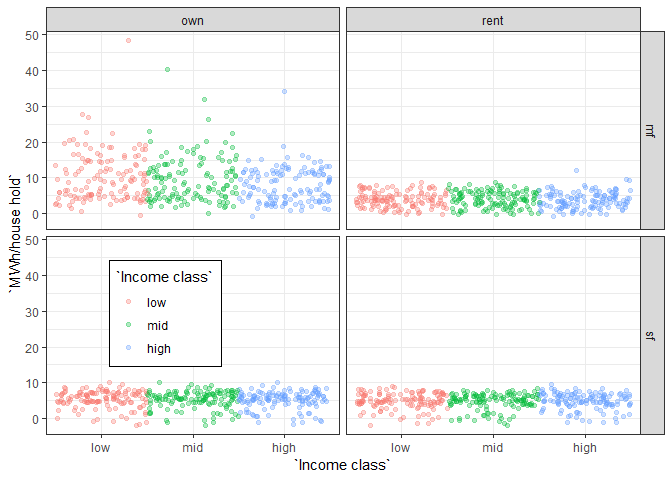 own
rent
50
40
30
20
10
0
mf
`MWh/house hold`
50
40
30
20
10
0
`Income class`
low
mid
high
sf
low
mid
high
low
mid
high
`Income class`